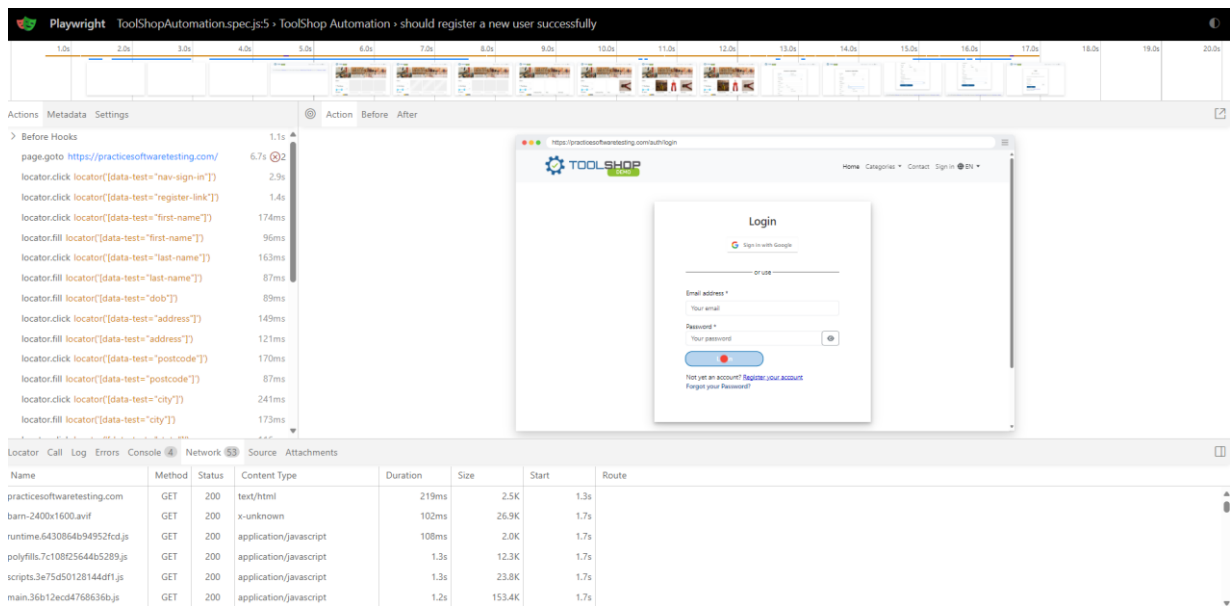 Playwright ToolShopAutomation.spec.js:5 › ToolShop Automation › should register a new user successfully
1.0s 2.0s 3.0s 4.0s 5.0s 6.0s 7.0s 8.0s 9.0s 10.0s 11.0s 12.0s 13.0s 14.0s 15.0s 16.0s 17.0s 18.0s 19.0s 20.0s
Actions Metadata Settings
Action Before After
Before Hooks 1.1s
page.goto https://practicesoftwaretesting.com/ 6.7s 2
locator.click locator('[data-test="nav-sign-in"]') 2.9s
locator.click locator('[data-test="register-link"]') 1.4s
locator.click locator('[data-test="first-name"]') 174ms
locator.fill locator('[data-test="first-name"]') 96ms
locator.click locator('[data-test="last-name"]') 163ms
locator.fill locator('[data-test="last-name"]') 87ms
locator.fill locator('[data-test="dob"]') 89ms
locator.click locator('[data-test="address"]') 149ms
locator.fill locator('[data-test="address"]') 121ms
locator.click locator('[data-test="postcode"]') 170ms
locator.fill locator('[data-test="postcode"]') 87ms
locator.click locator('[data-test="city"]') 241ms
locator.fill locator('[data-test="city"]') 173ms
https://practicesoftwaretesting.com/auth/login
TOOLSHOP
DEMO
Home Categories Contact Sign in EN
Login
Sign in with Google
or use
Email address *
Your email
Password *
Your password
Not yet an account? Register your account
Forgot your Password?
Locator Call Log Errors Console 4 Network 53 Source Attachments
Name Method Status Content Type Duration Size Start Route
practicesoftwaretesting.com GET 200 text/html 219ms 2.5K 1.3s
barn-2400x1600.avif GET 200 x-unknown 102ms 26.9K 1.7s
runtime.6430864b94952fcd.js GET 200 application/javascript 108ms 2.0K 1.7s
polyfills.7c108f25644b5289.js GET 200 application/javascript 1.3s 12.3K 1.7s
scripts.3e75d50128144df1.js GET 200 application/javascript 1.3s 23.8K 1.7s
main.36b12ecd4768636b.js GET 200 application/javascript 1.2s 153.4K 1.7s